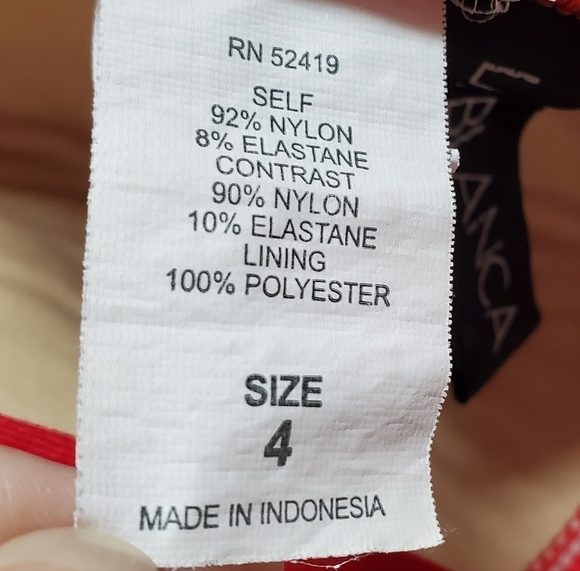 RN 52419
SELF
92% NYLON
8% ELASTANE
CONTRAST
90% NYLON
10% ELASTANE
LINING
100% POLYESTER
SIZE
4
MADE IN INDONESIA
BLANCA